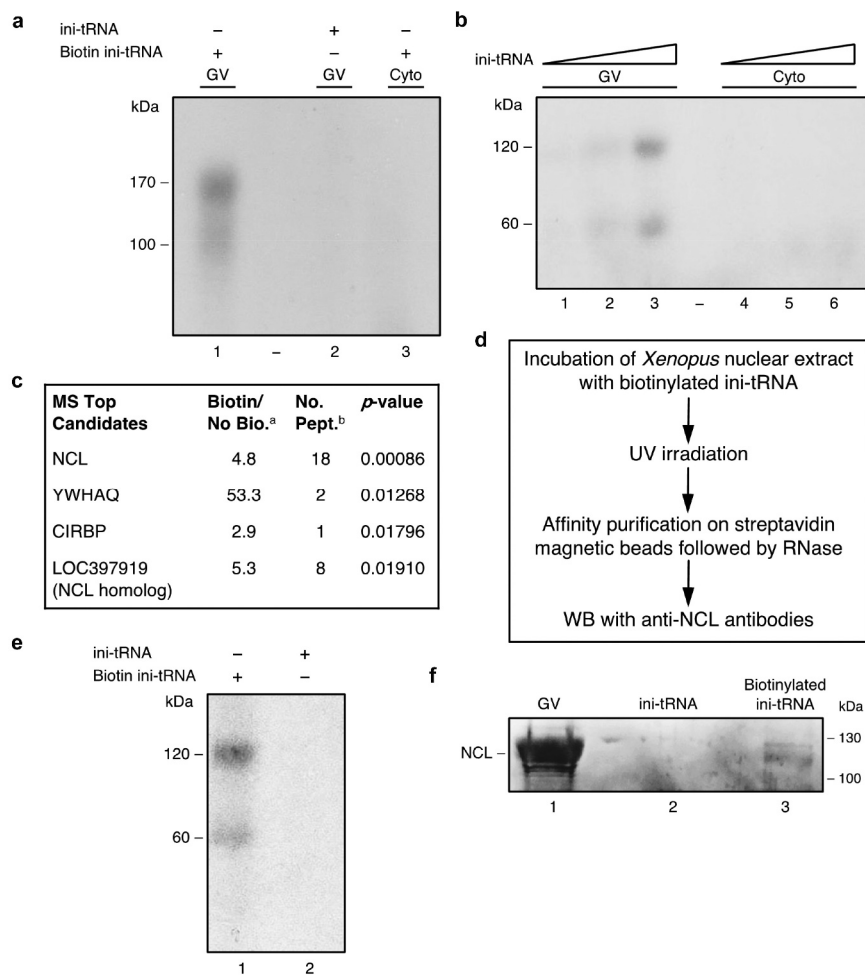 a
ini-tRNA – + –
Biotin ini-tRNA + – +
GV GV Cyto
kDa
170 –
100 –
1 – 2 3
b
ini-tRNA
GV Cyto
kDa
120 –
60 –
1 2 3 – 4 5 6
c
MS Top Candidates Biotin/ No Bio.ᵃ No. Pept.ᵇ p-value
NCL 4.8 18 0.00086
YWHAQ 53.3 2 0.01268
CIRBP 2.9 1 0.01796
LOC397919 5.3 8 0.01910
(NCL homolog)
d
Incubation of Xenopus nuclear extract
with biotinylated ini-tRNA
UV irradiation
Affinity purification on streptavidin
magnetic beads followed by RNase
WB with anti-NCL antibodies
e
ini-tRNA – +
Biotin ini-tRNA + –
kDa
120 –
60 –
1 2
f
GV ini-tRNA Biotinylated ini-tRNA kDa
NCL –
– 130
– 100
1 2 3